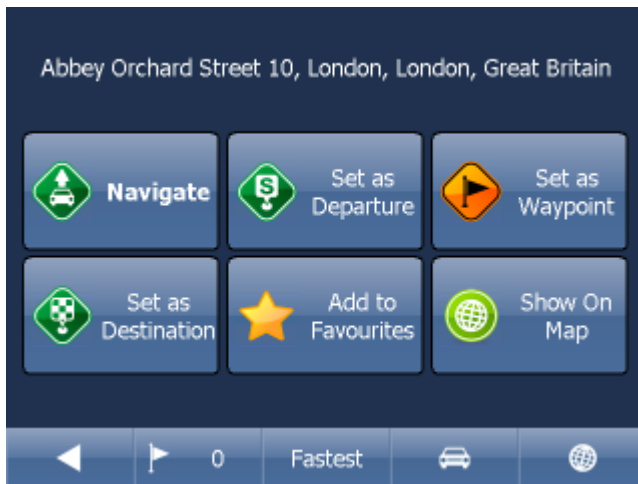 Abbey Orchard Street 10, London, London, Great Britain
Navigate
Set as
Departure
Set as
Waypoint
Set as
Destination
Add to
Favourites
Show On
Map
0
Fastest